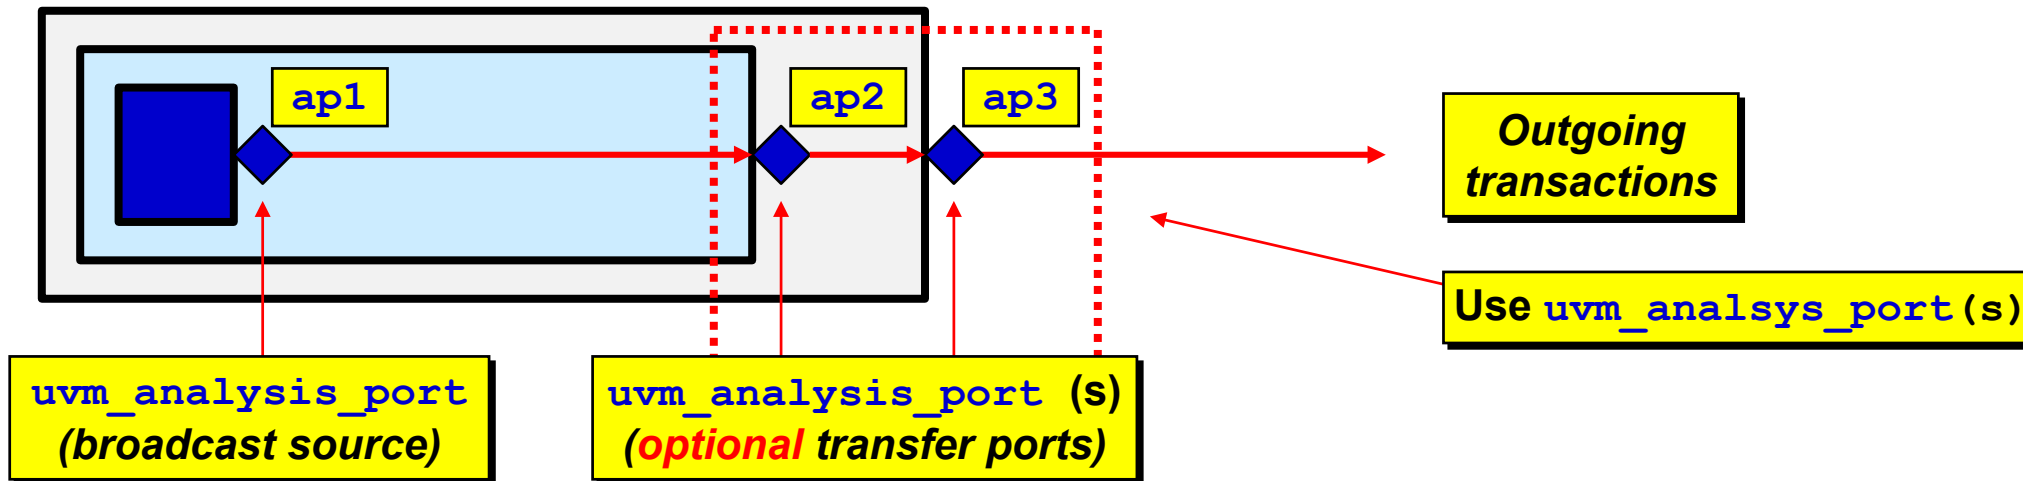 ap1
ap2
ap3
Outgoing
transactions
Use uvm_analsys_port(s)
uvm_analysis_port
(broadcast source)
uvm_analysis_port (s)
(optional transfer ports)